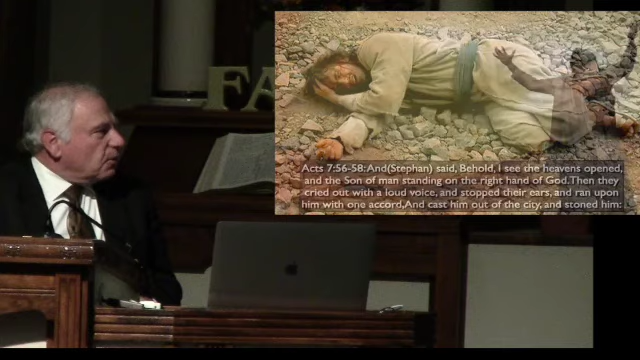 FA
Acts 7:56-58:And(Stephan) said, Behold, I see the heavens opened,
and the Son of man standing on the right hand of God.Then they
cried out with a loud voice, and stopped their ears, and ran upon
him with one accord,And cast him out of the city, and stoned him: